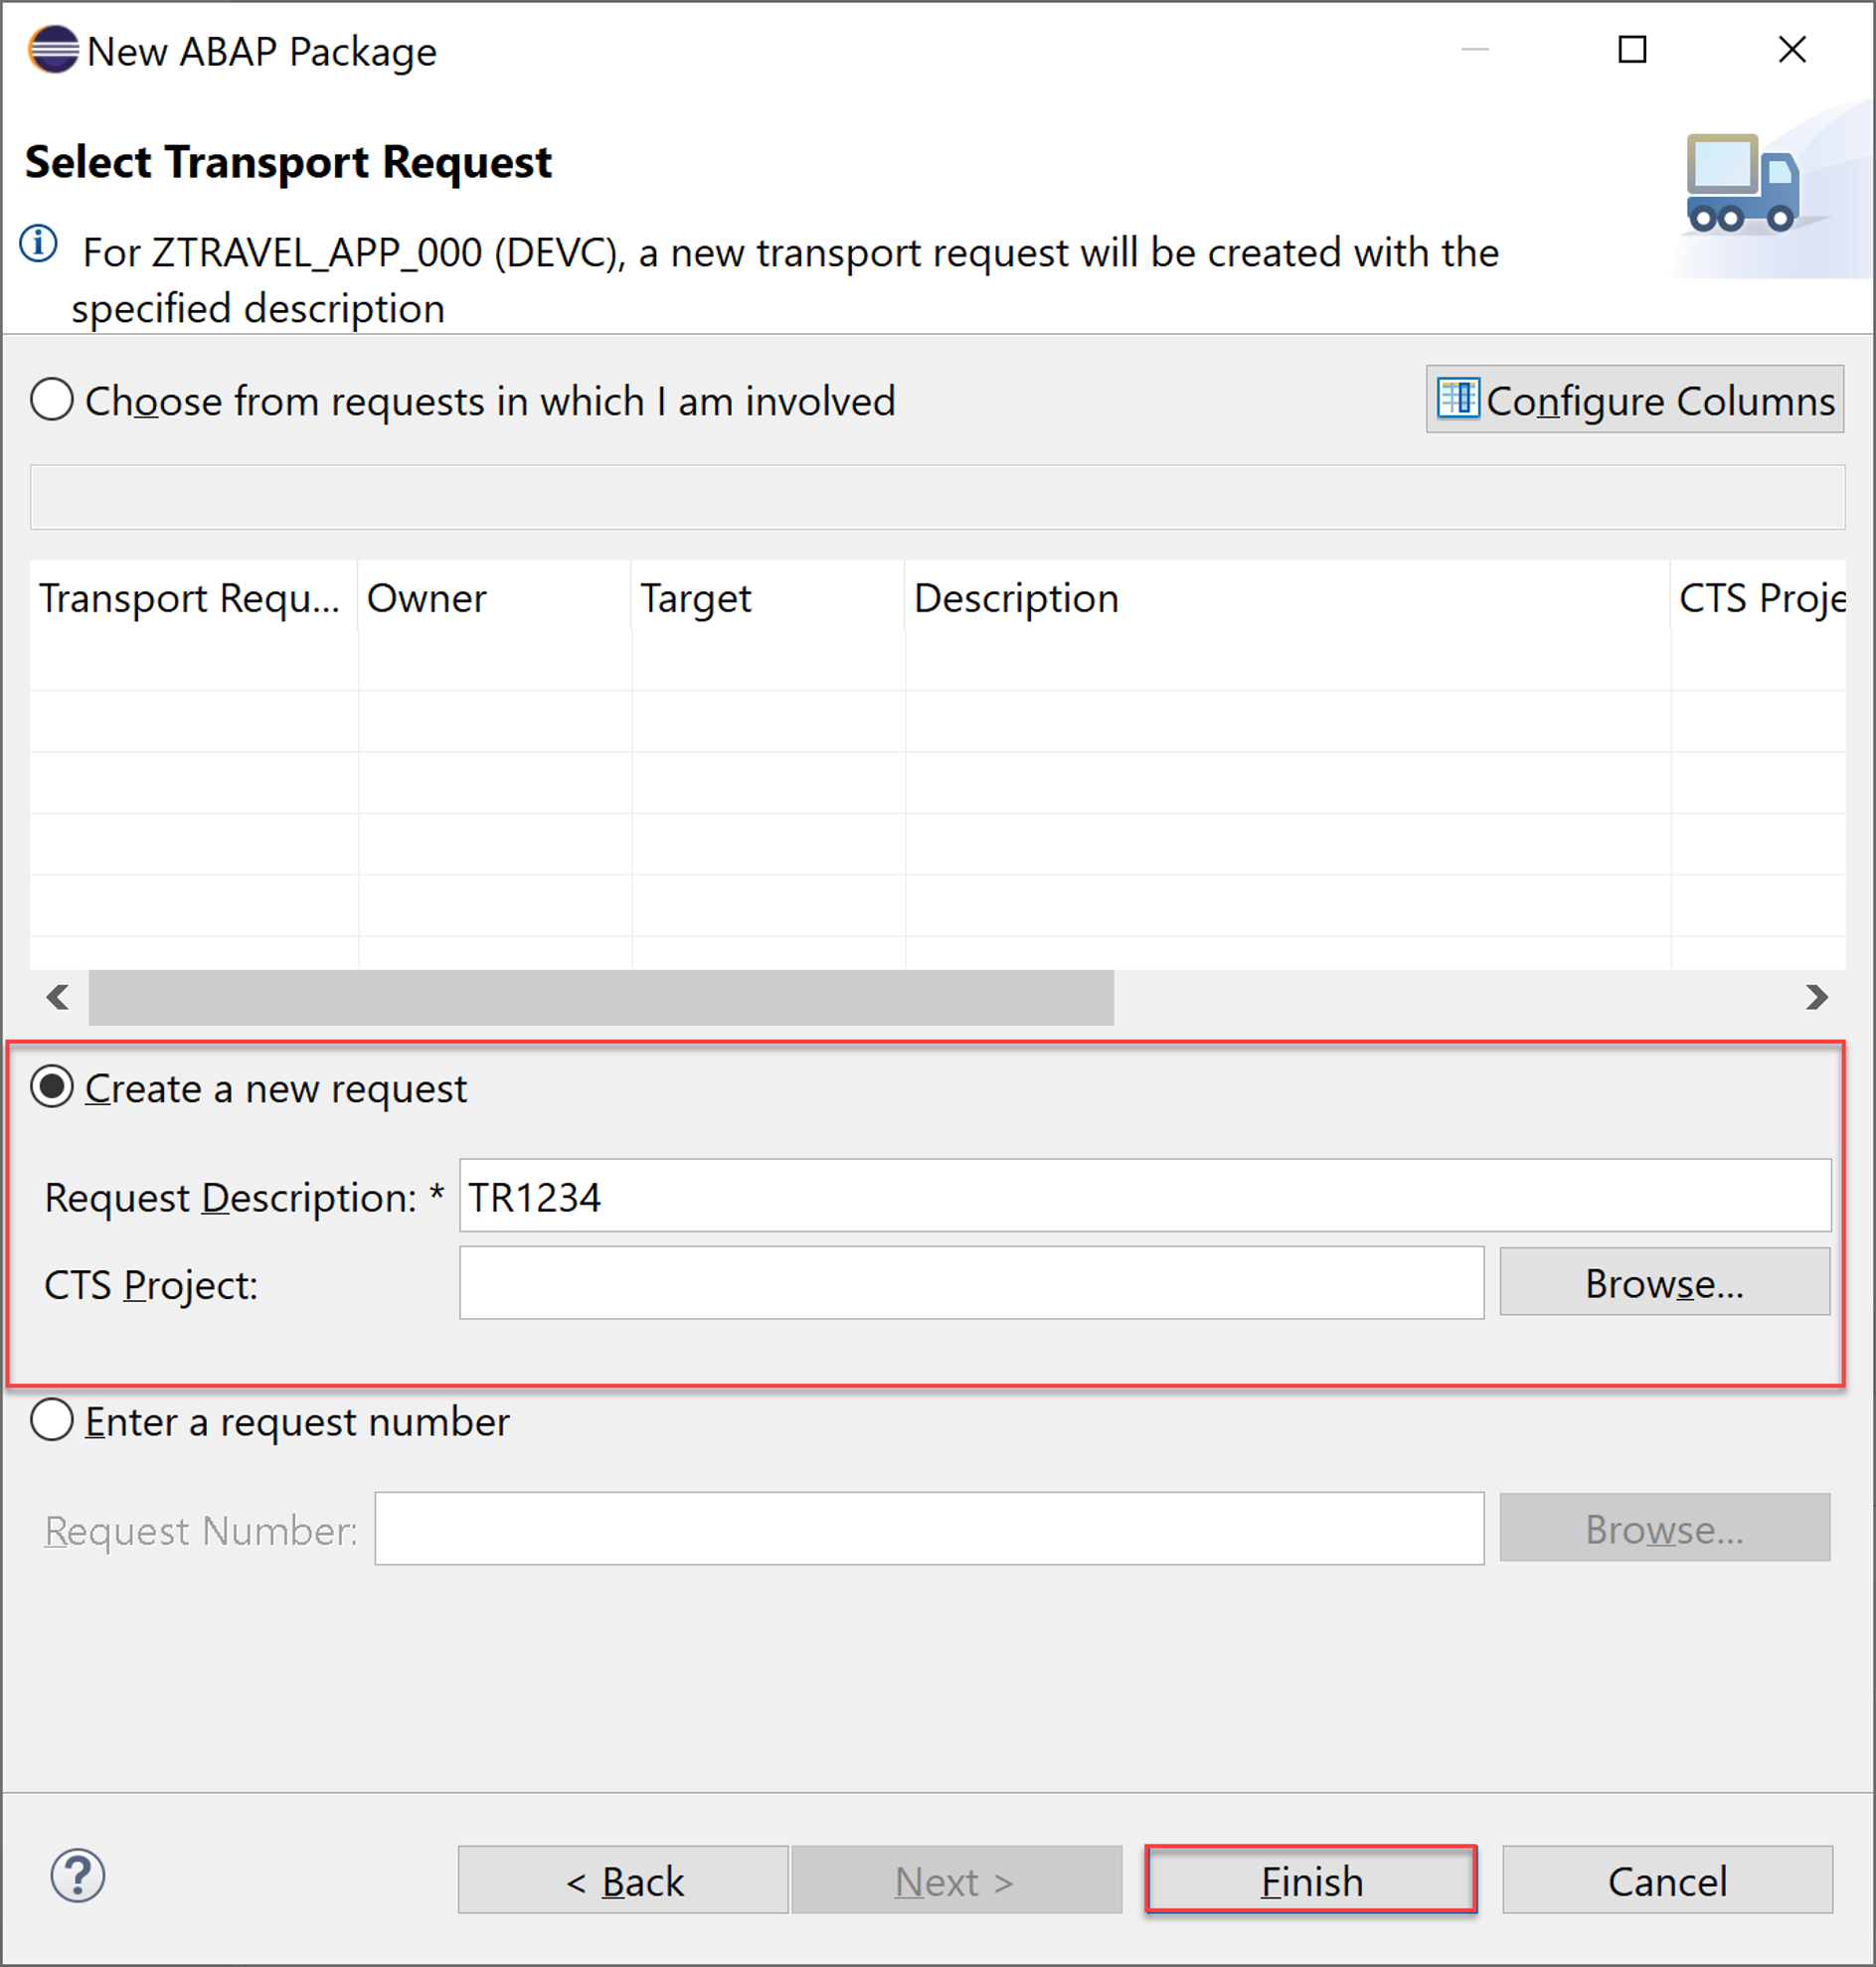 New ABAP Package
Select Transport Request
For ZTRAVEL_APP_000 (DEVC), a new transport request will be created with the
specified description
Choose from requests in which I am involved
Configure Columns
Transport Requ... Owner Target Description CTS Proje
Create a new request
Request Description: * TR1234
CTS Project: Browse...
Enter a request number
Request Number: Browse...
? < Back Next > Finish Cancel